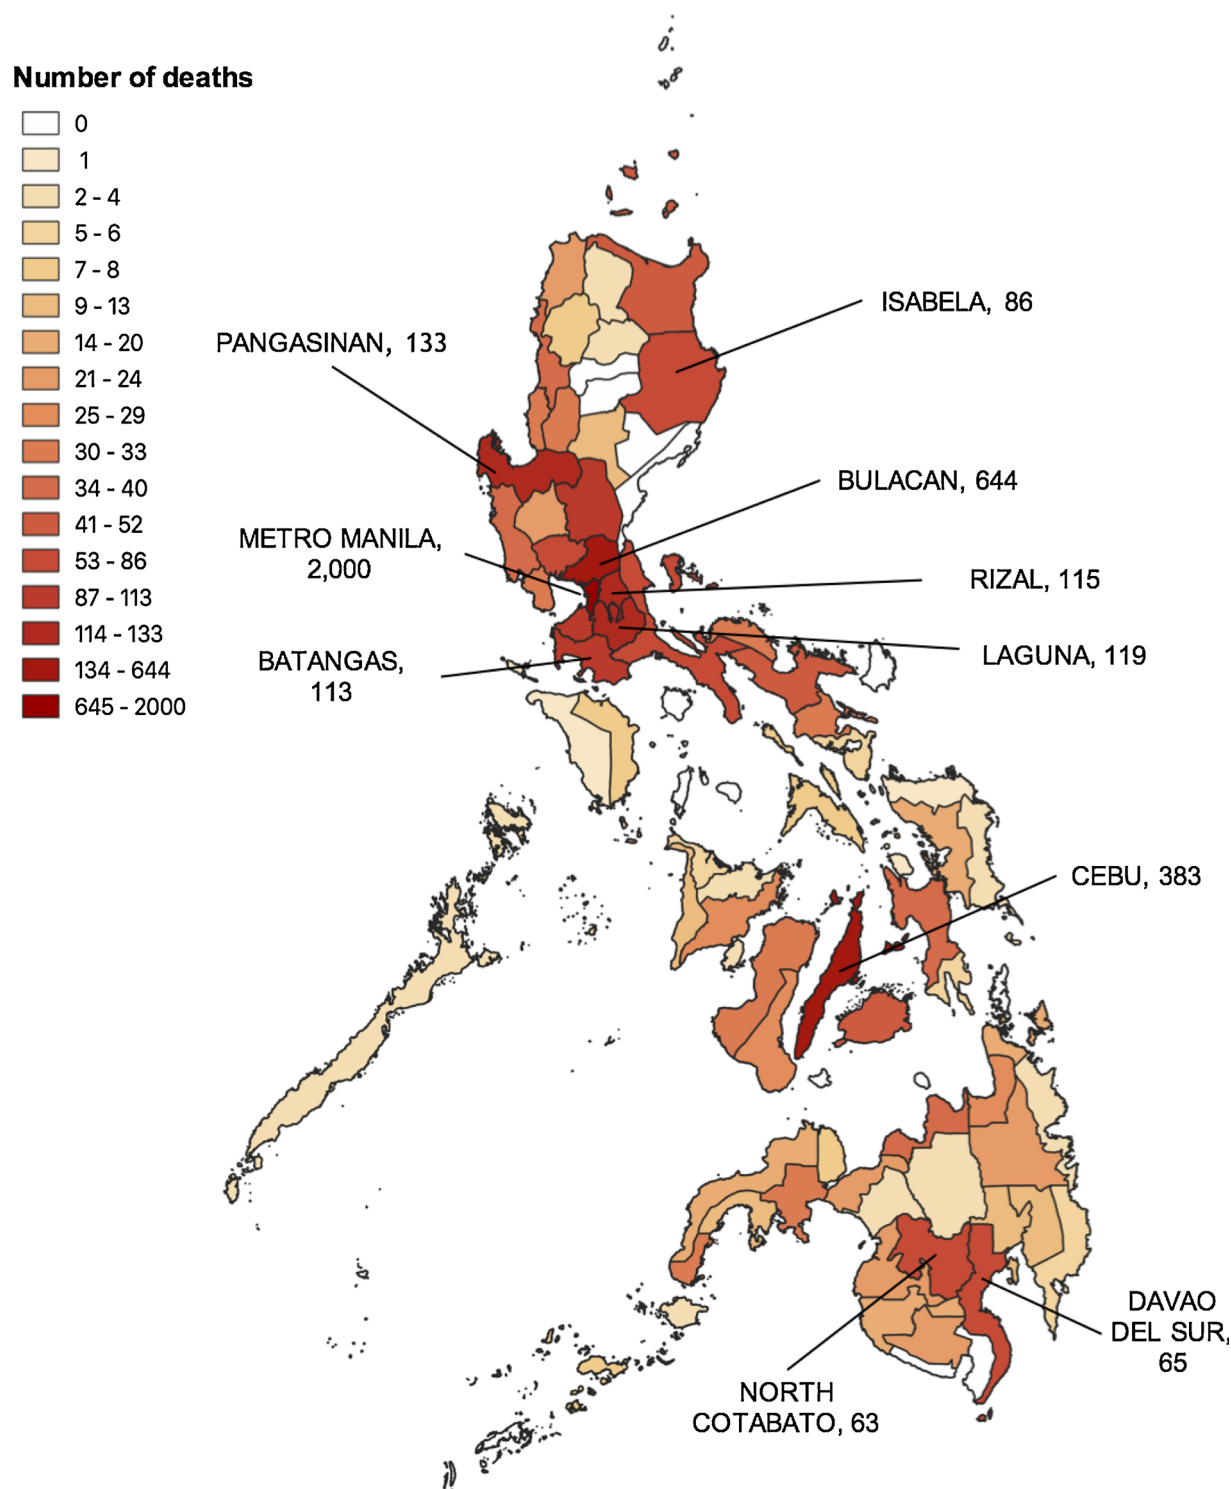 Number of deaths
0
1
2 - 4
5 - 6
7 - 8
9 - 13
14 - 20
21 - 24
25 - 29
30 - 33
34 - 40
41 - 52
53 - 86
87 - 113
114 - 133
134 - 644
645 - 2000
ISABELA, 86
PANGASINAN, 133
BULACAN, 644
METRO MANILA,
2,000
RIZAL, 115
LAGUNA, 119
BATANGAS,
113
CEBU, 383
DAVAO
DEL SUR,
65
NORTH
COTABATO, 63